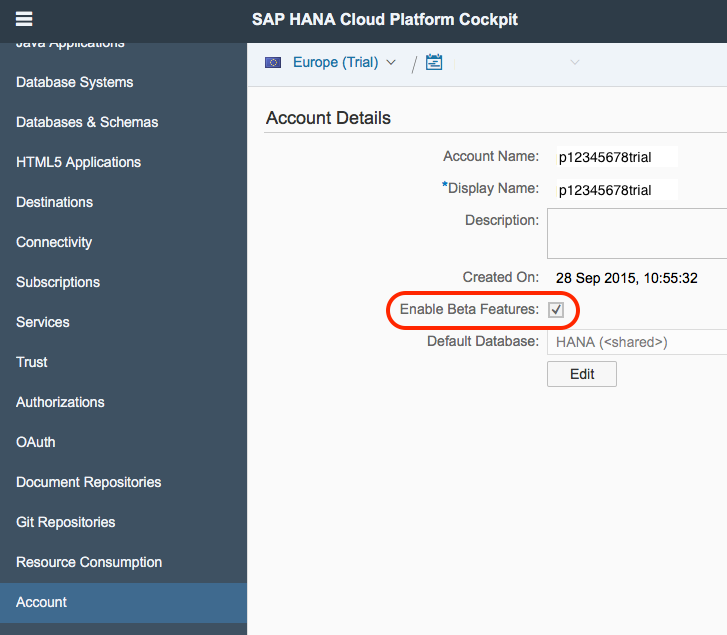 SAP HANA Cloud Platform Cockpit
Java Applications
Database Systems
Databases & Schemas
HTML5 Applications
Destinations
Connectivity
Subscriptions
Services
Trust
Authorizations
OAuth
Document Repositories
Git Repositories
Resource Consumption
Account
Europe (Trial) /
Account Details
Account Name: p12345678trial
*Display Name: p12345678trial
Description:
Created On: 28 Sep 2015, 10:55:32
Enable Beta Features:
Default Database: HANA (<shared>)
Edit